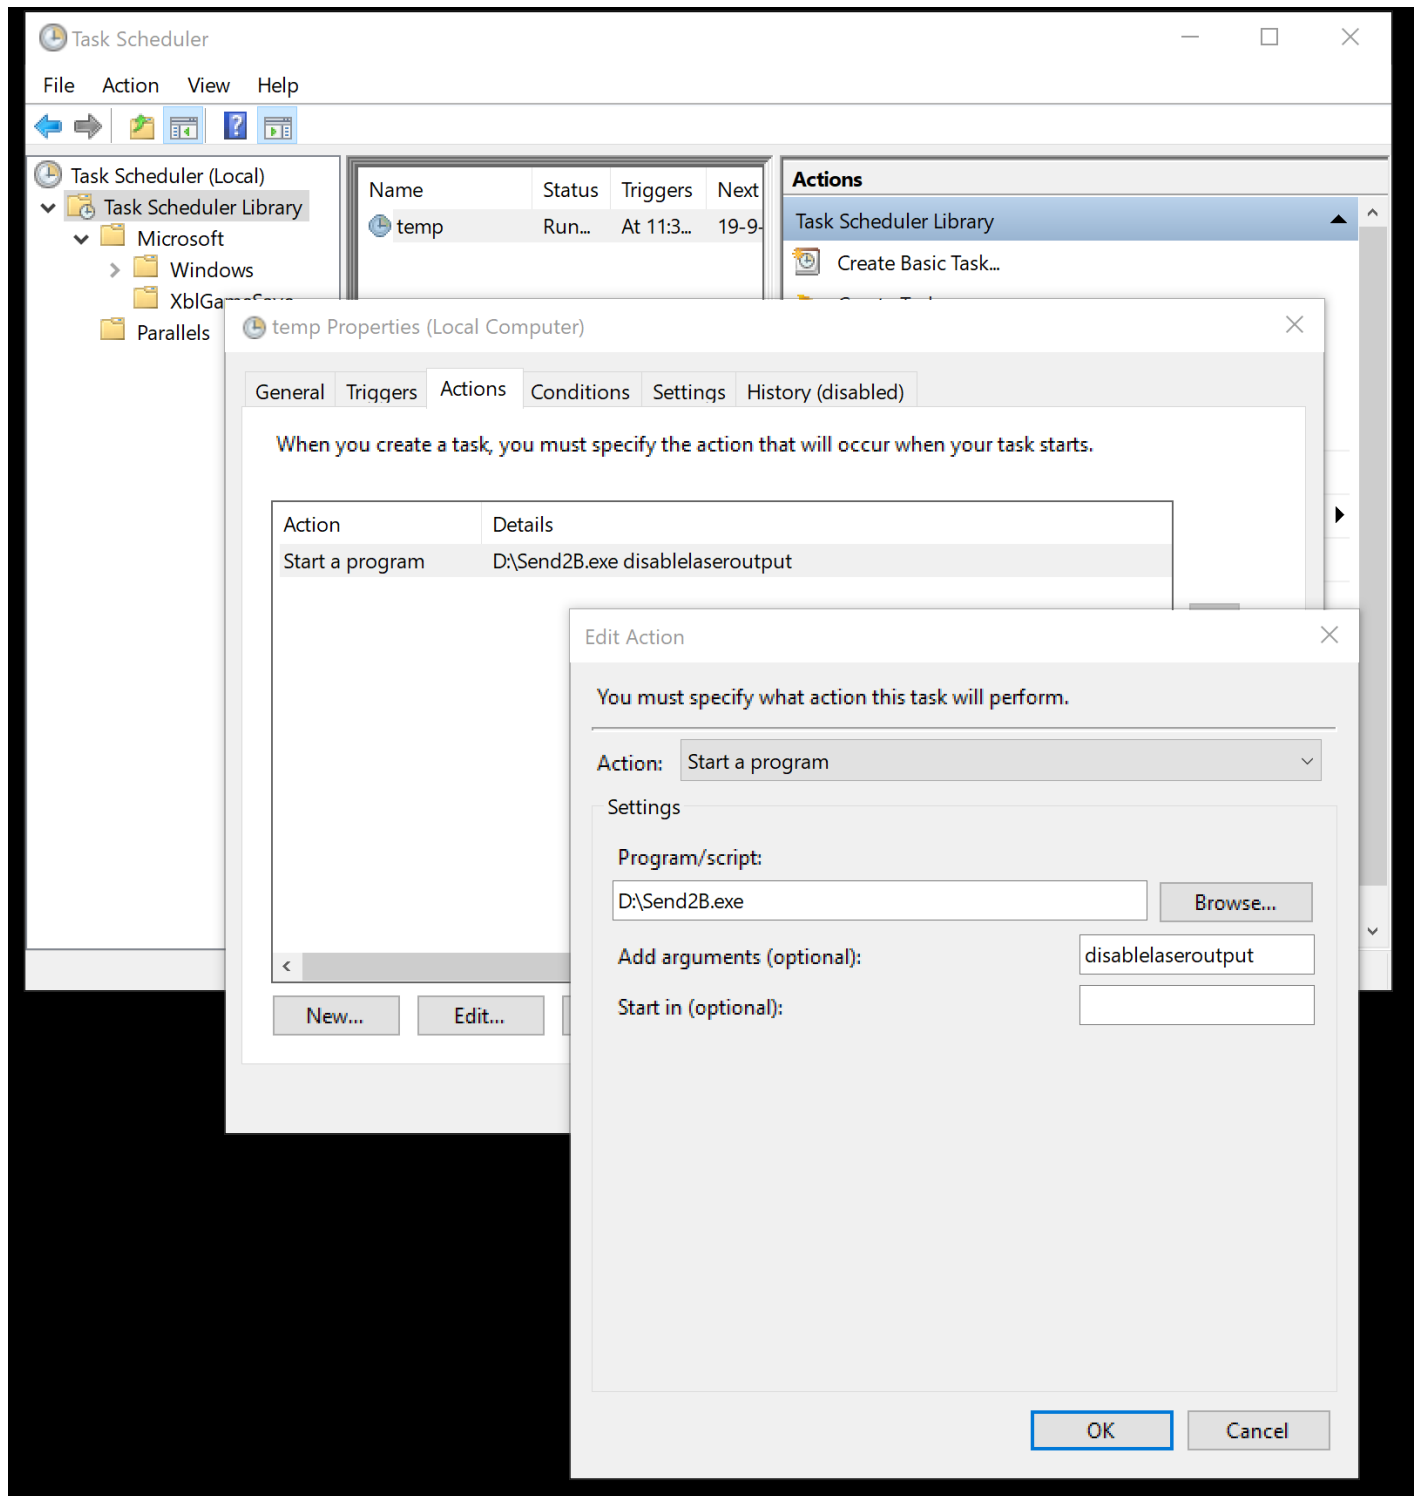 Task Scheduler
File Action View Help
Task Scheduler (Local)
Task Scheduler Library
Microsoft
Windows
XblGameSave
Parallels
Name Status Triggers Next
temp Run... At 11:3... 19-9-
Actions
Task Scheduler Library
Create Basic Task...
temp Properties (Local Computer)
General Triggers Actions Conditions Settings History (disabled)
When you create a task, you must specify the action that will occur when your task starts.
Action Details
Start a program D:\Send2B.exe disablelaseroutput
New... Edit...
Edit Action
You must specify what action this task will perform.
Action: Start a program
Settings
Program/script:
D:\Send2B.exe Browse...
Add arguments (optional): disablelaseroutput
Start in (optional):
OK Cancel